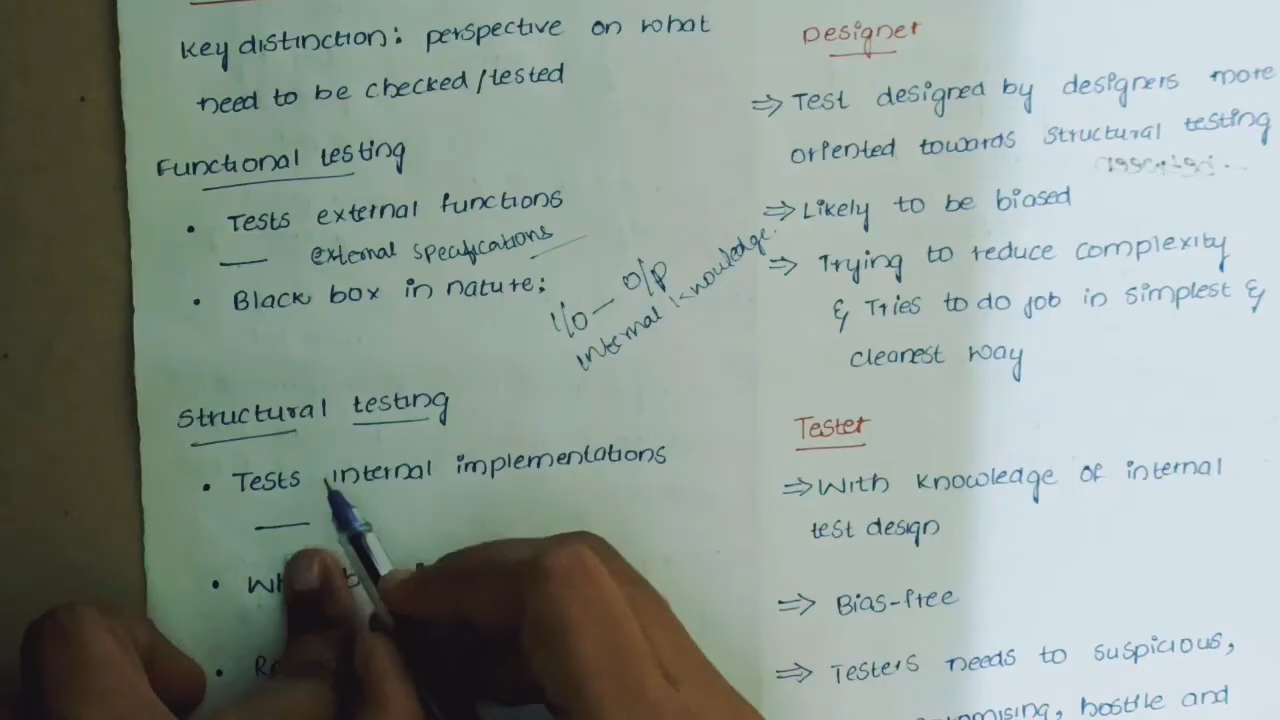 Key distinction: perspective on what
need to be checked/tested
Functional testing
• Tests external functions
external specifications
• Black box in nature:
i/o — o/p
internal knowledge.
Structural testing
• Tests internal implementations
Designer
⇒ Test designed by designers more
oriented towards structural testing
⇒ Likely to be biased
⇒ Trying to reduce complexity
& Tries to do job in simplest &
cleanest way
Tester
⇒ With knowledge of internal
test design
⇒ Bias-free
⇒ Testers needs to suspicious,
hostile and